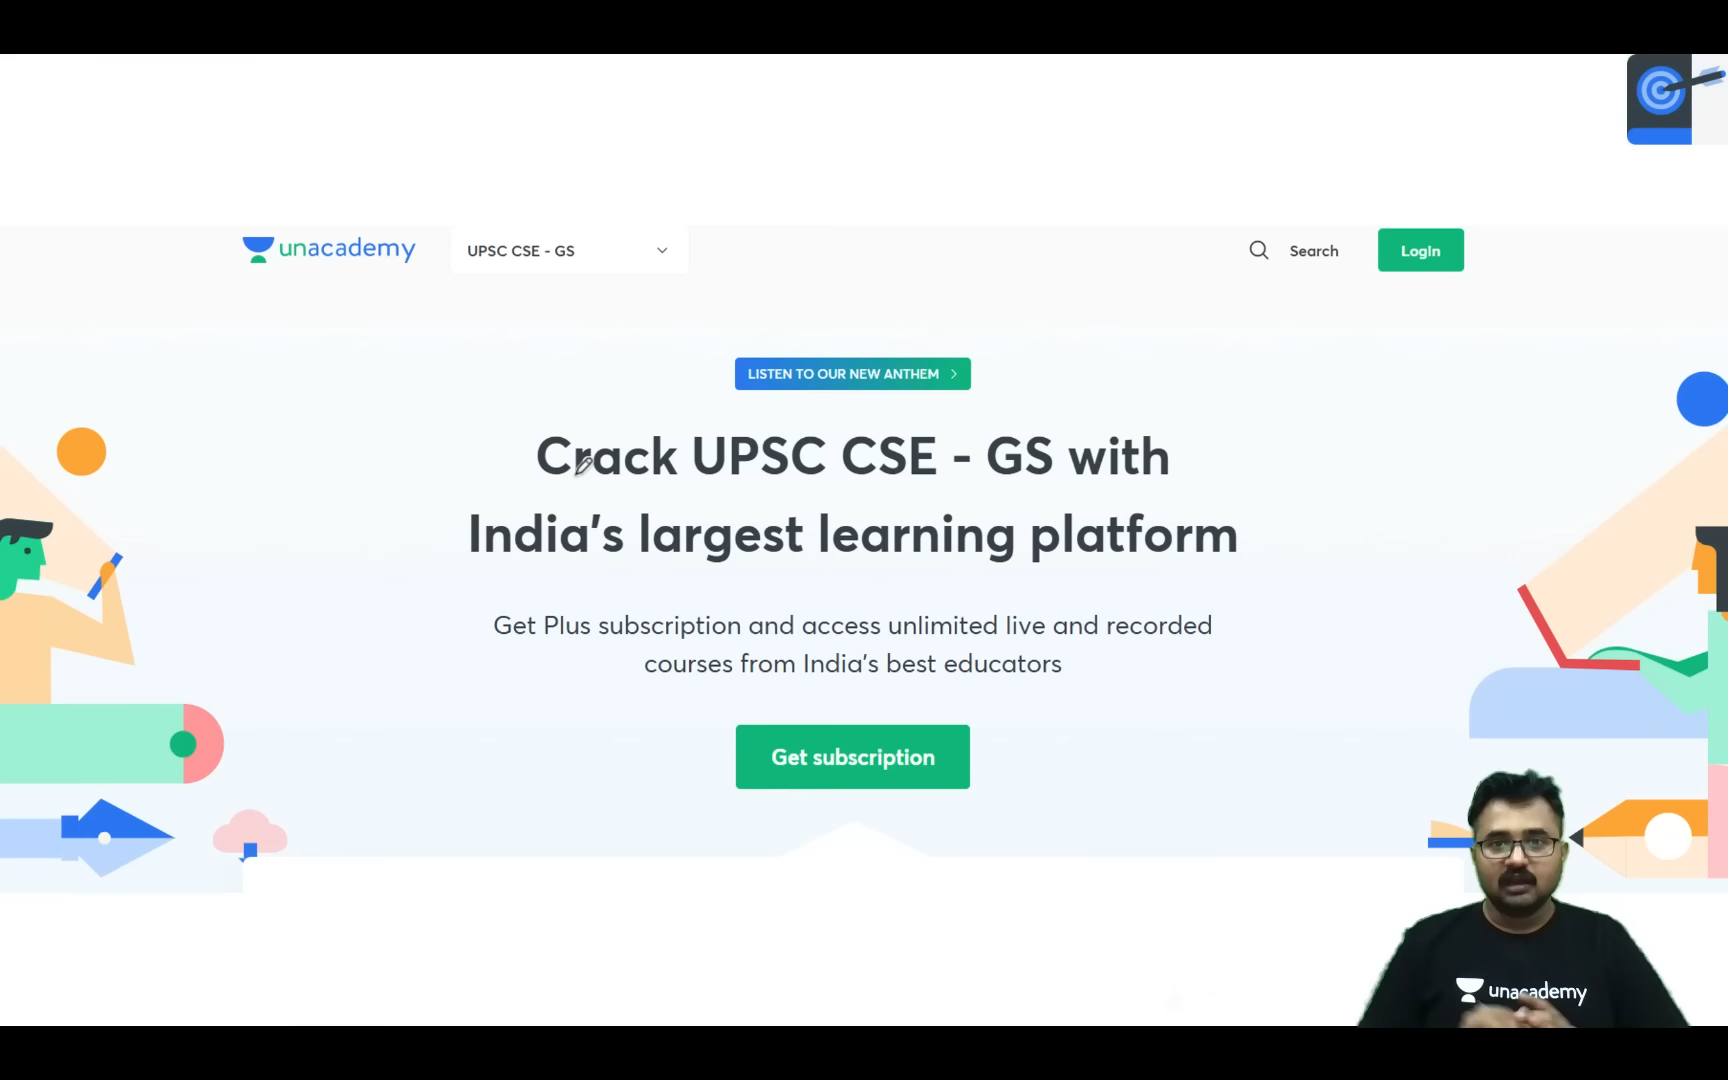 unacademy
UPSC CSE - GS
Search
Login
LISTEN TO OUR NEW ANTHEM
Crack UPSC CSE - GS with
India's largest learning platform
Get Plus subscription and access unlimited live and recorded
courses from India's best educators
Get subscription
unacademy